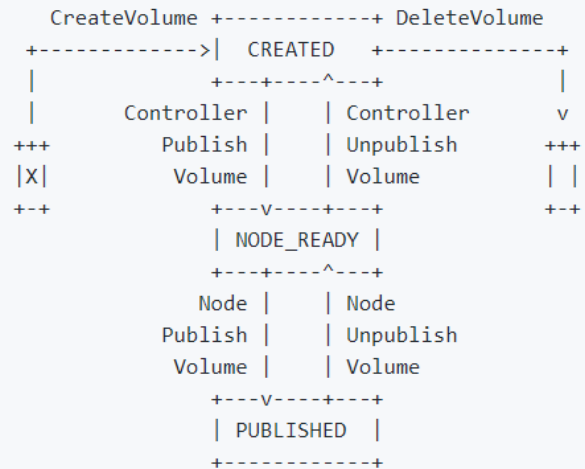 CreateVolume +------------+ DeleteVolume
 +------------->|  CREATED   +--------------+
 |              +---+----^---+              |
 |       Controller |    | Controller       v
+++         Publish |    | Unpublish       +++
|X|          Volume |    | Volume          | |
+-+             +---v----+---+             +-+
                | NODE_READY |
                +---+----^---+
               Node |    | Node
            Publish |    | Unpublish
             Volume |    | Volume
                +---v----+---+
                | PUBLISHED  |
                +------------+